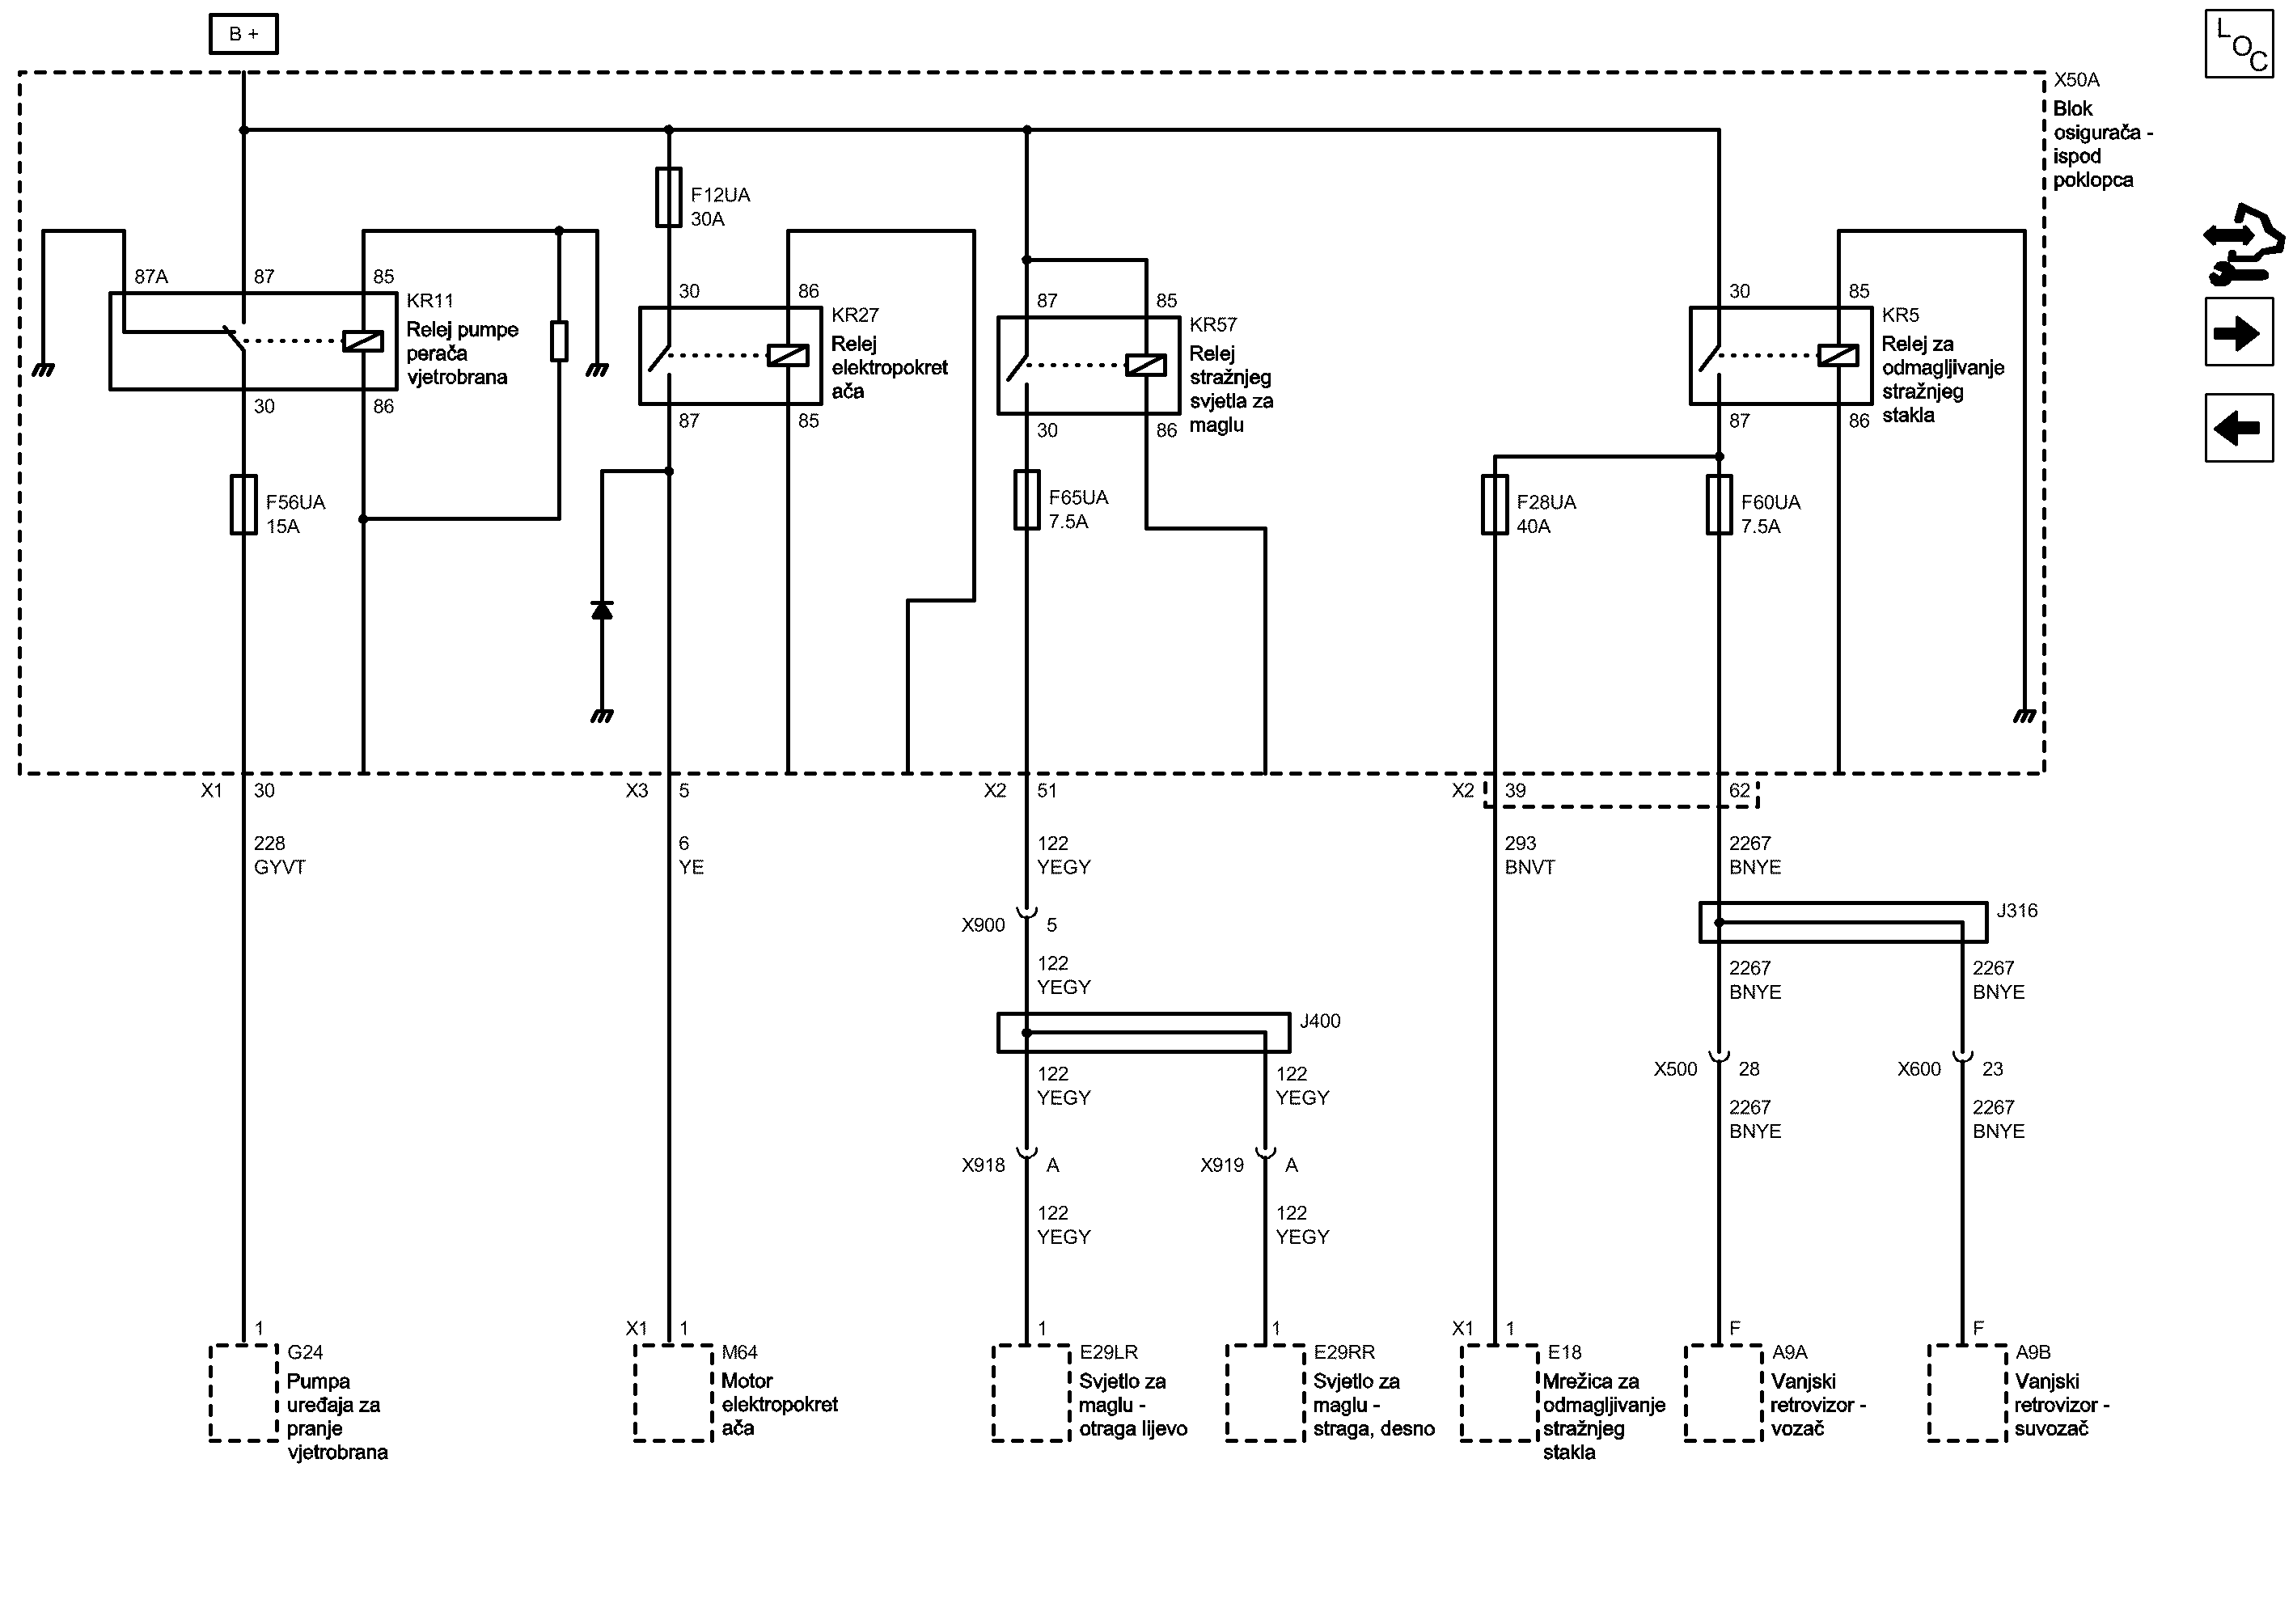 B +
L
O
C
X50A
Blok
osigurača -
ispod
poklopca
F12UA
30A
87A
87
85
KR11
Relej pumpe
perača
vjetrobrana
30
86
30
86
KR27
Relej
elektropokret
ača
87
85
87
85
KR57
Relej
stražnjeg
svjetla za
maglu
30
86
30
85
KR5
Relej za
odmagljivanje
stražnjeg
stakla
87
86
F56UA
15A
F65UA
7.5A
F28UA
40A
F60UA
7.5A
X1
30
X3
5
X2
51
X2
39
62
228
GYVT
6
YE
122
YEGY
293
BNVT
2267
BNYE
X900
5
J316
122
YEGY
2267
BNYE
2267
BNYE
J400
122
YEGY
122
YEGY
X500
28
X600
23
2267
BNYE
2267
BNYE
X918
A
X919
A
122
YEGY
122
YEGY
1
X1
1
1
1
X1
1
F
F
G24
Pumpa
uređaja za
pranje
vjetrobrana
M64
Motor
elektropokret
ača
E29LR
Svjetlo za
maglu -
otraga lijevo
E29RR
Svjetlo za
maglu -
straga, desno
E18
Mrežica za
odmagljivanje
stražnjeg
stakla
A9A
Vanjski
retrovizor -
vozač
A9B
Vanjski
retrovizor -
suvozač